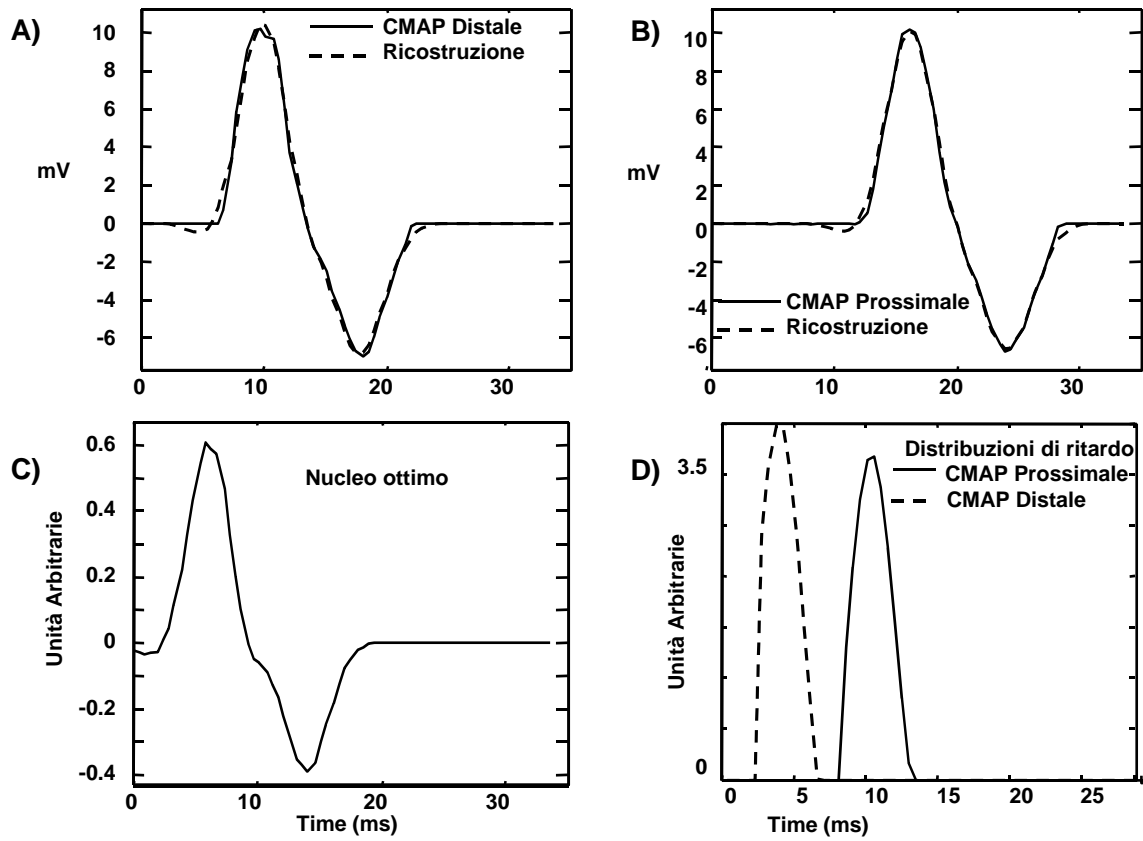 A)
CMAP Distale
Ricostruzione
10
8
6
4
2
0
-2
-4
-6
mV
0
10
20
30
B)
10
8
6
4
2
0
-2
-4
-6
mV
CMAP Prossimale
Ricostruzione
0
10
20
30
C)
Nucleo ottimo
0.6
0.4
0.2
0
-0.2
-0.4
Unità Arbitrarie
0
10
20
30
Time (ms)
D)
Distribuzioni di ritardo
CMAP Prossimale
CMAP Distale
3.5
0
Unità Arbitrarie
0
5
10
15
20
25
Time (ms)